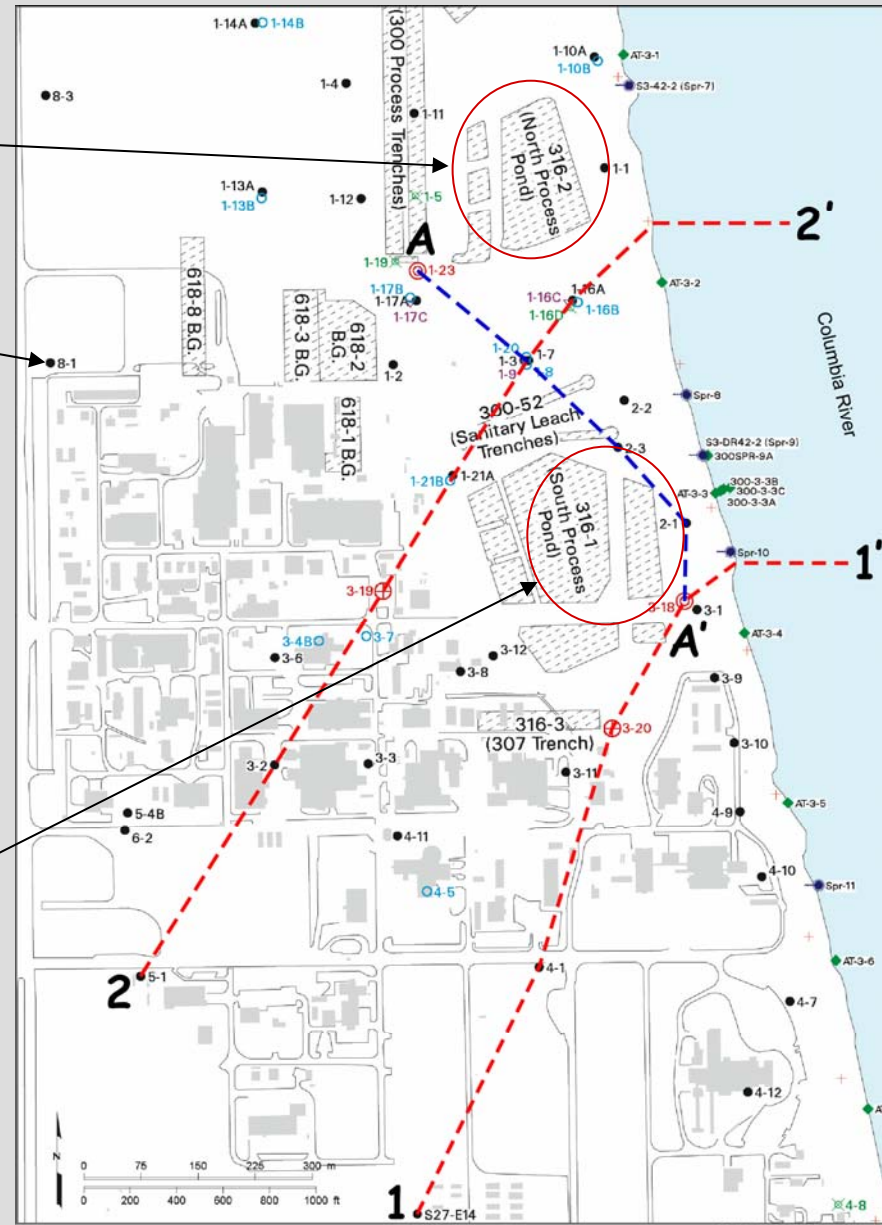 1-14A
1-14B
1-10A
1-10B
AT-3-1
S3-42-2 (Spr-7)
8-3
1-4
1-11
(300 Process Trenches)
316-2
(North Process
Pond)
1-1
1-13A
1-13B
1-12
1-5
2'
A
1-19
1-23
AT-3-2
1-17B
1-17A
1-17C
1-16C
1-16A
1-16D
1-16B
618-8 B.G.
618-3 B.G.
618-2
B.G.
8-1
1-2
1-20
1-7
1-3
1-9
1-8
Columbia River
618-1 B.G.
300-52
(Sanitary Leach
Trenches)
2-2
Spr-8
2-3
S3-DR42-2 (Spr-9)
300SPR-9A
1-21A
1-21B
316-1
(South Process
Pond)
300-3-3B
AT-3-3
300-3-3C
300-3-3A
2-1
Spr-10
1'
3-19
3-18
3-1
A'
AT-3-4
3-4B
3-7
3-6
3-12
3-8
3-9
316-3
(307 Trench)
3-20
3-10
3-2
3-3
3-11
5-4B
6-2
4-11
4-9
AT-3-5
4-5
4-10
Spr-11
2
5-1
4-1
AT-3-6
4-7
4-12
AT
N
0 75 150 225 300 m
0 200 400 600 800 1000 ft
1
S27-E14
4-8